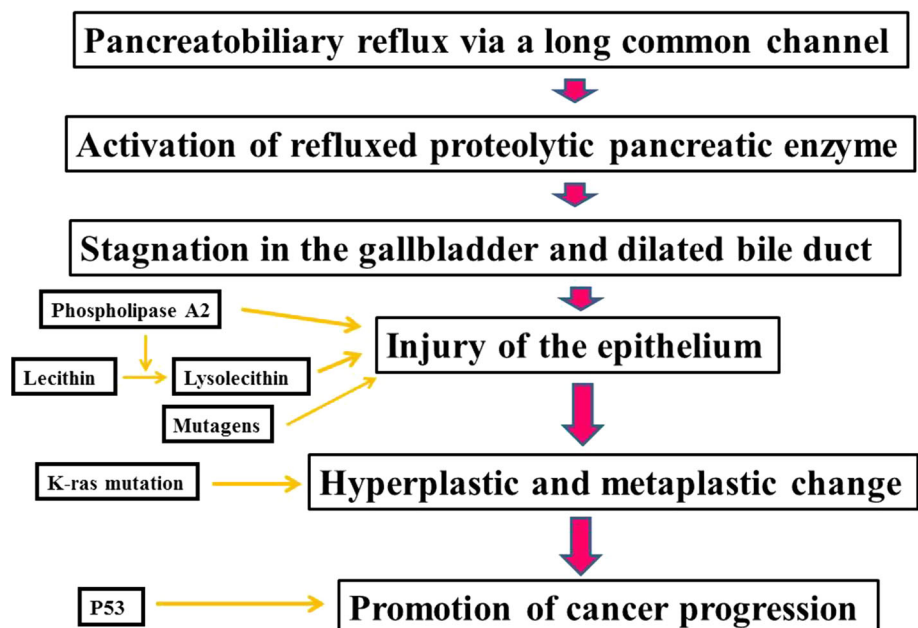 Pancreatobiliary reflux via a long common channel
Activation of refluxed proteolytic pancreatic enzyme
Stagnation in the gallbladder and dilated bile duct
Phospholipase A2
Injury of the epithelium
Lecithin
Lysolecithin
Mutagens
K-ras mutation
Hyperplastic and metaplastic change
P53
Promotion of cancer progression